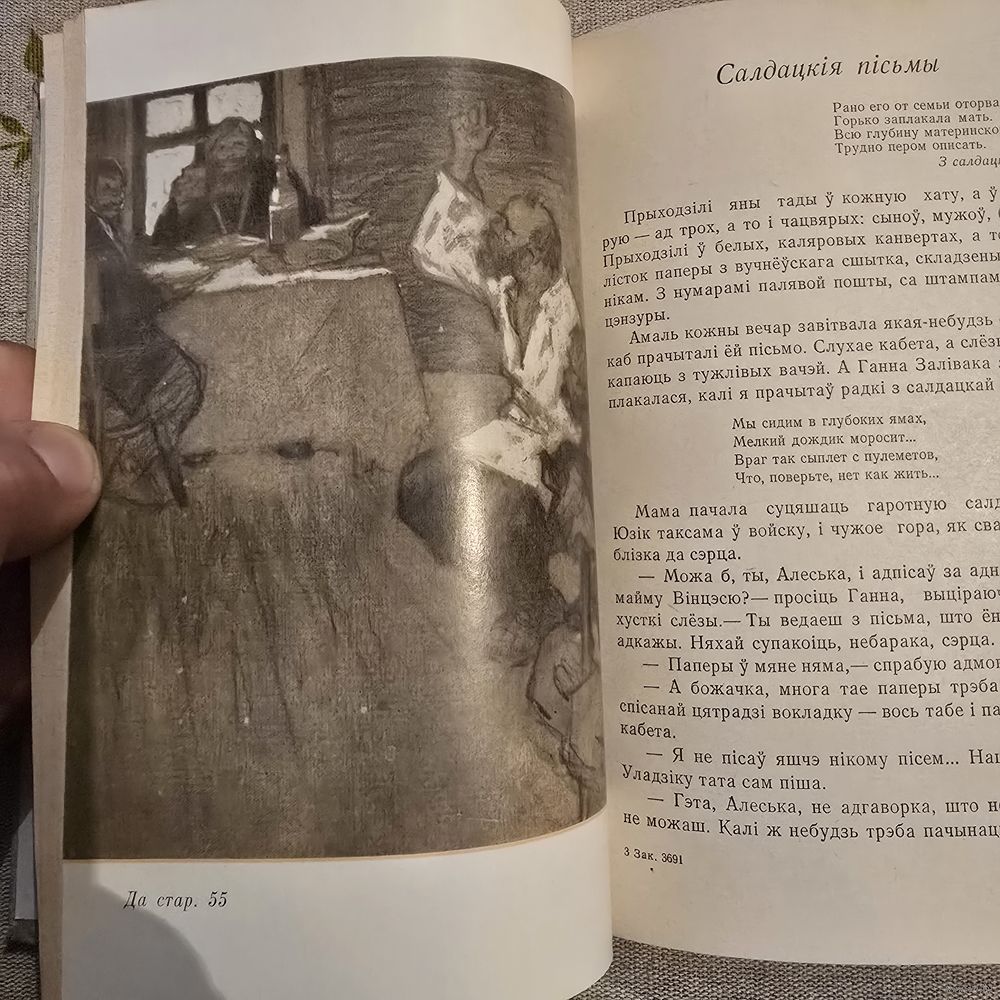 Да стар. 55
Салдацкія пісьмы
Рано его от семьи оторва
Горько заплакала мать.
Всю глубину материнско
Трудно пером описать.
З салдац
Прыходзілі яны тады ў кожную хату, а ў
рую — ад трох, а то і чацвярых: сыноў, мужоў,
Прыходзілі ў белых, каляровых канвертах, а то
лісток паперы з вучнёўскага сшытка, складзены
нікам. З нумарамі палявой пошты, са штампам
цэнзуры.
Амаль кожны вечар завітвала якая-небудзь
каб прачыталі ёй пісьмо. Слухае кабета, а слёзы
капаюць з тужлівых вачэй. А Ганна Залівака
плакалася, калі я прачытаў радкі з салдацкай
Мы сидим в глубоких ямах,
Мелкий дождик моросит...
Враг так сыплет с пулеметов,
Что, поверьте, нет как жить...
Мама пачала суцяшаць гаротную салд
Юзік таксама ў войску, і чужое гора, як сва
блізка да сэрца.
— Можа б, ты, Алеська, і адпісаў за адн
майму Вінцэсю?— просіць Ганна, выціраюч
хусткі слёзы.— Ты ведаеш з пісьма, што ён
адкажы. Няхай супакоіць, небарака, сэрца.
— Паперы ў мяне няма,— спрабую адмо
— А божачка, многа тае паперы трэба
спісанай цятрадзі вокладку — вось табе і па
кабета.
— Я не пісаў яшчэ нікому пісем... Наш
Уладзіку тата сам піша.
— Гэта, Алеська, не адгаворка, што не
не можаш. Калі ж небудзь трэба пачынац
3 Зак. 3691